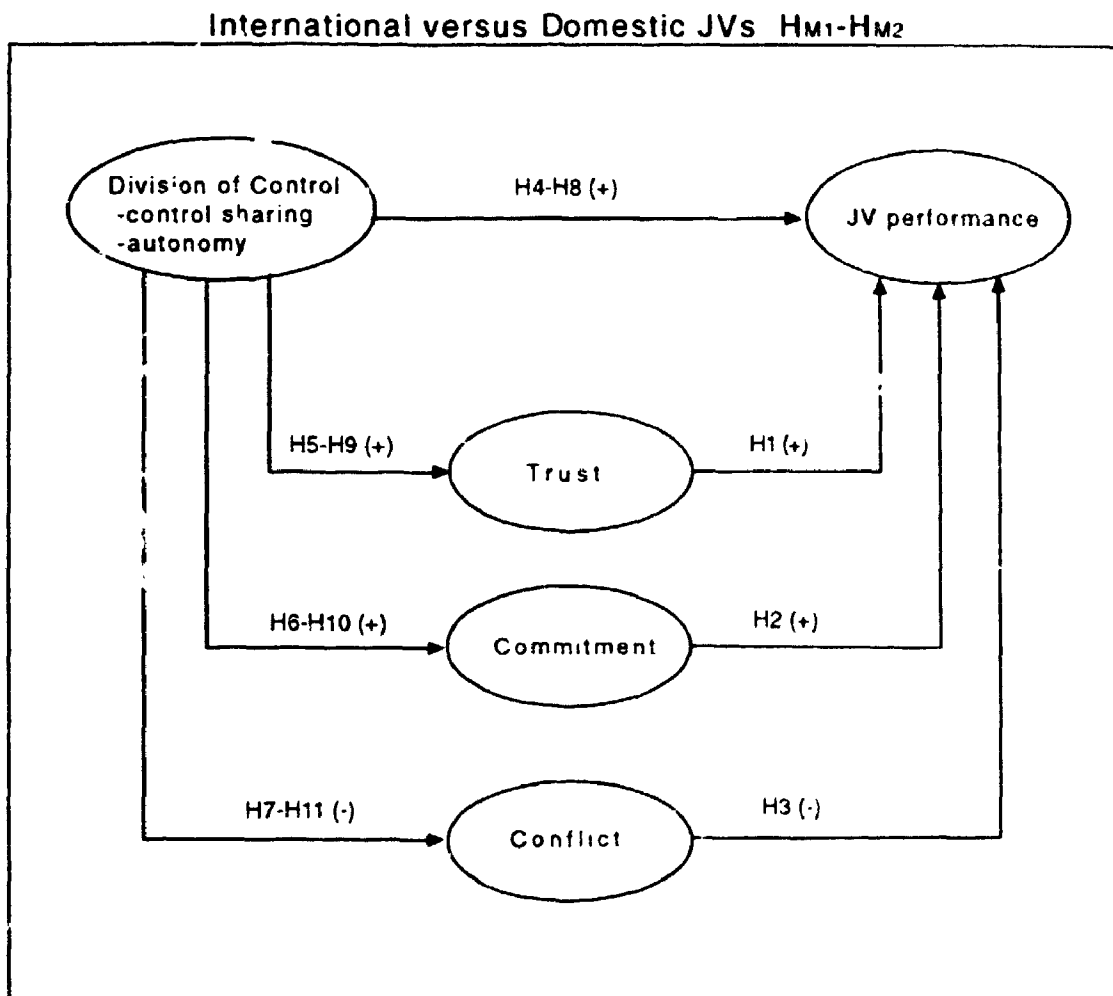 International versus Domestic JVs HM1-HM2
Division of Control
-control sharing
-autonomy
H4-H8 (+)
JV performance
H5-H9 (+)
Trust
H1 (+)
H6-H10 (+)
Commitment
H2 (+)
H7-H11 (-)
Conflict
H3 (-)